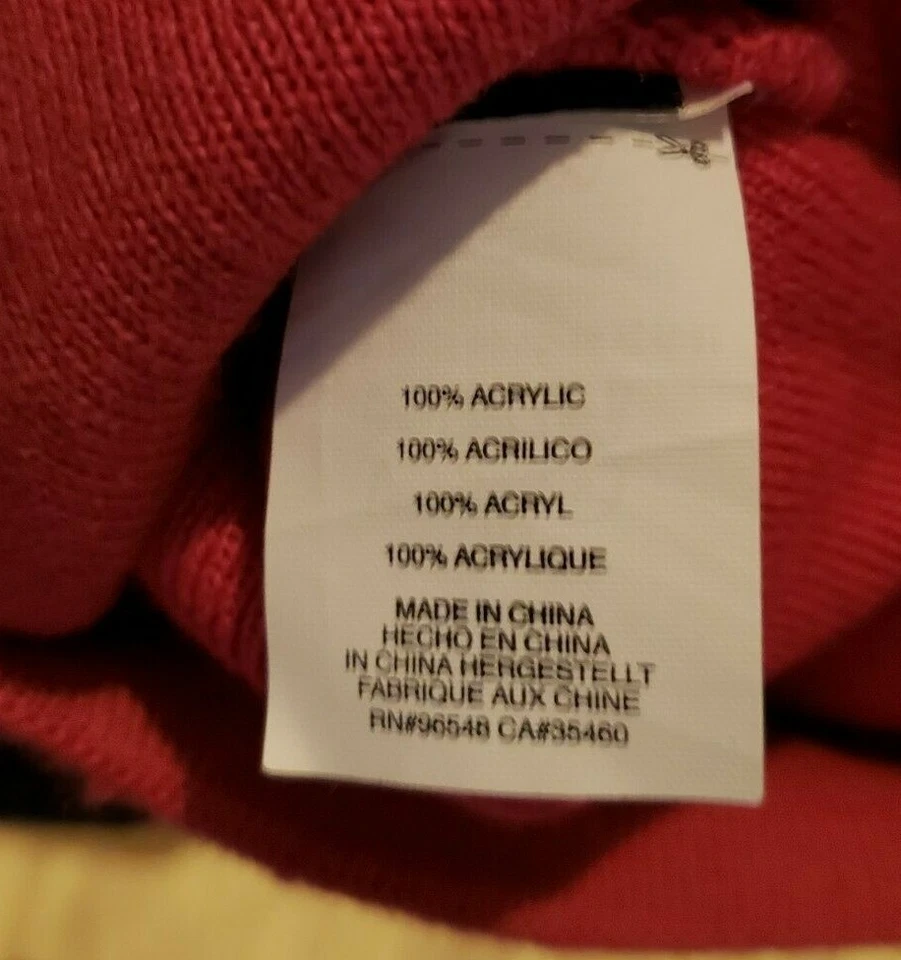 100% ACRYLIC
100% ACRILICO
100% ACRYL
100% ACRYLIQUE
MADE IN CHINA
HECHO EN CHINA
IN CHINA HERGESTELLT
FABRIQUE AUX CHINE
RN#96548 CA#35460